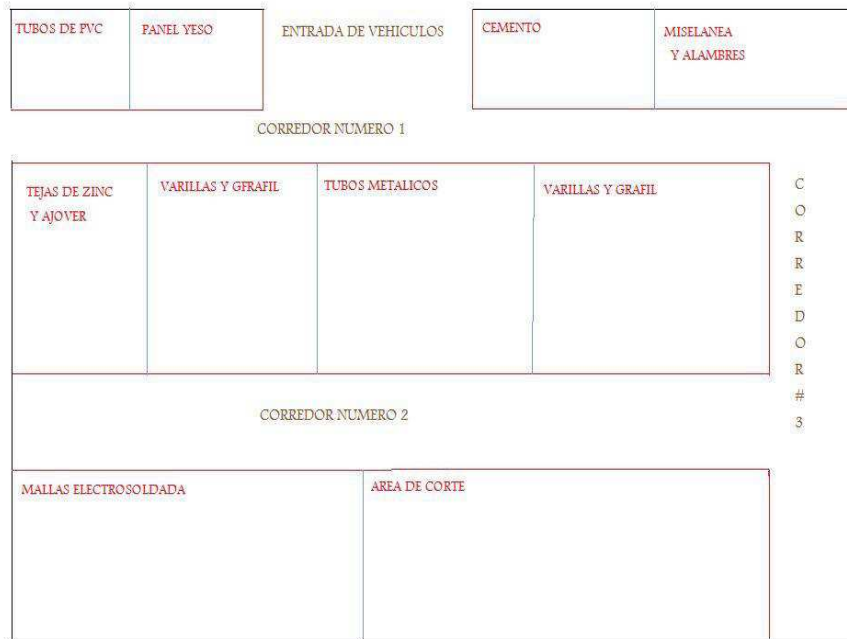 TUBOS DE PVC
PANEL YESO
ENTRADA DE VEHICULOS
CEMENTO
MISELANEA
Y ALAMBRES
CORREDOR NUMERO 1
TEJAS DE ZINC
Y AJOVER
VARILLAS Y GFRAFIL
TUBOS METALICOS
VARILLAS Y GRAFIL
CORREDOR#3
CORREDOR NUMERO 2
MALLAS ELECTROSOLDADA
AREA DE CORTE